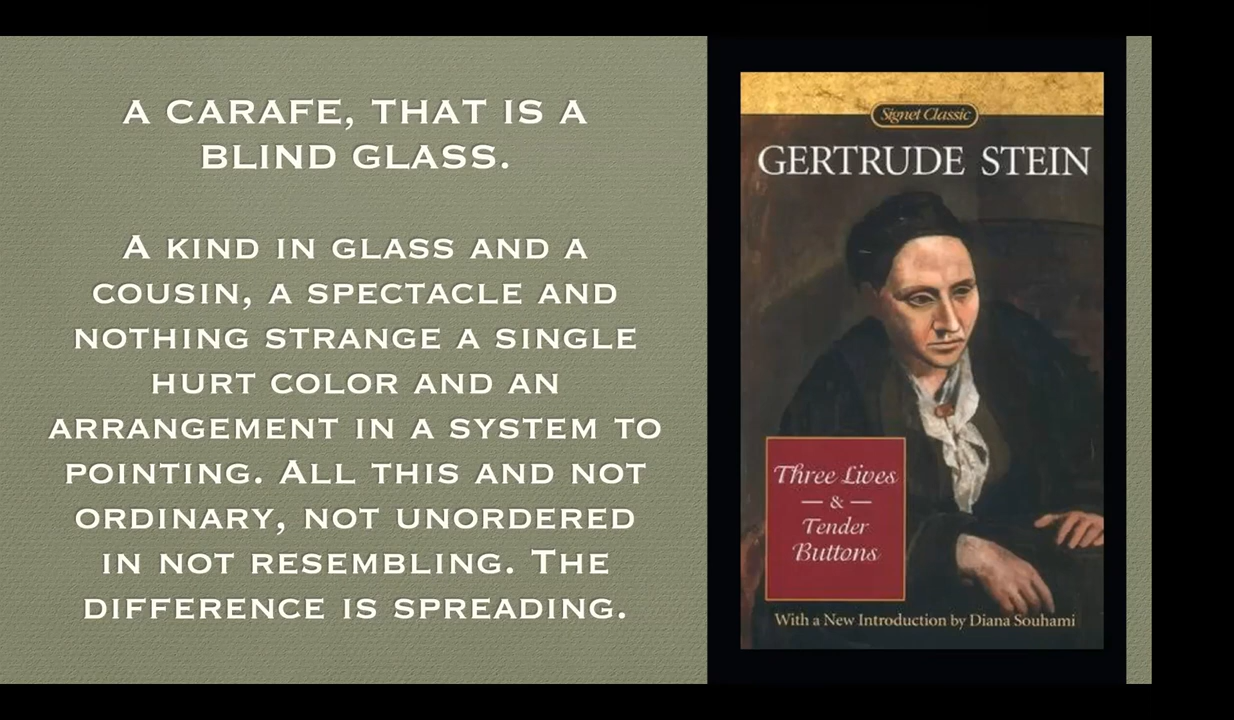 A CARAFE, THAT IS A
BLIND GLASS.
A KIND IN GLASS AND A
COUSIN, A SPECTACLE AND
NOTHING STRANGE A SINGLE
HURT COLOR AND AN
ARRANGEMENT IN A SYSTEM TO
POINTING. ALL THIS AND NOT
ORDINARY, NOT UNORDERED
IN NOT RESEMBLING. THE
DIFFERENCE IS SPREADING.
Signet Classic
GERTRUDE STEIN
Three Lives
— & —
Tender
Buttons
With a New Introduction by Diana Souhami